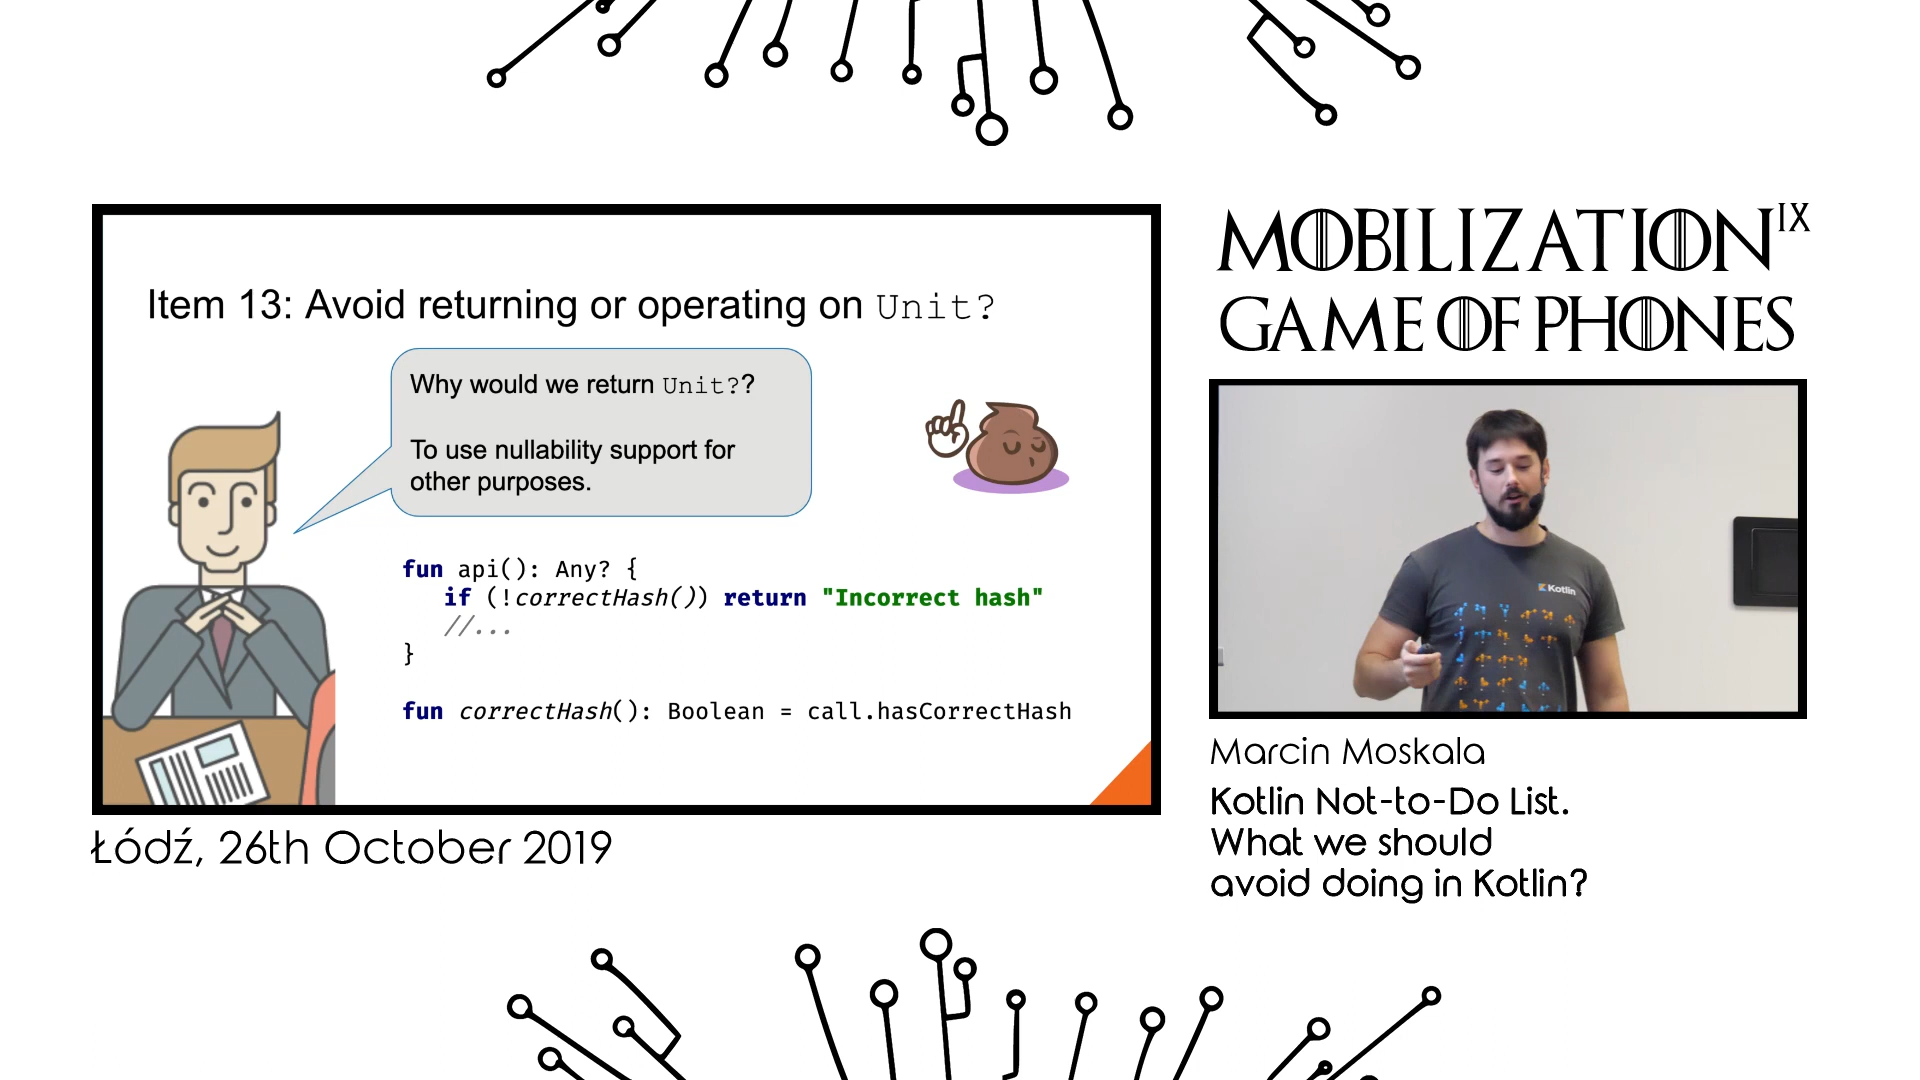 MOBILIZATION IX
GAME OF PHONES
Item 13: Avoid returning or operating on Unit?
Why would we return Unit??
To use nullability support for
other purposes.
fun api(): Any? {
if (!correctHash()) return "Incorrect hash"
//...
}
fun correctHash(): Boolean = call.hasCorrectHash
Kotlin
Marcin Moskala
Kotlin Not-to-Do List.
What we should
avoid doing in Kotlin?
Łódź, 26th October 2019